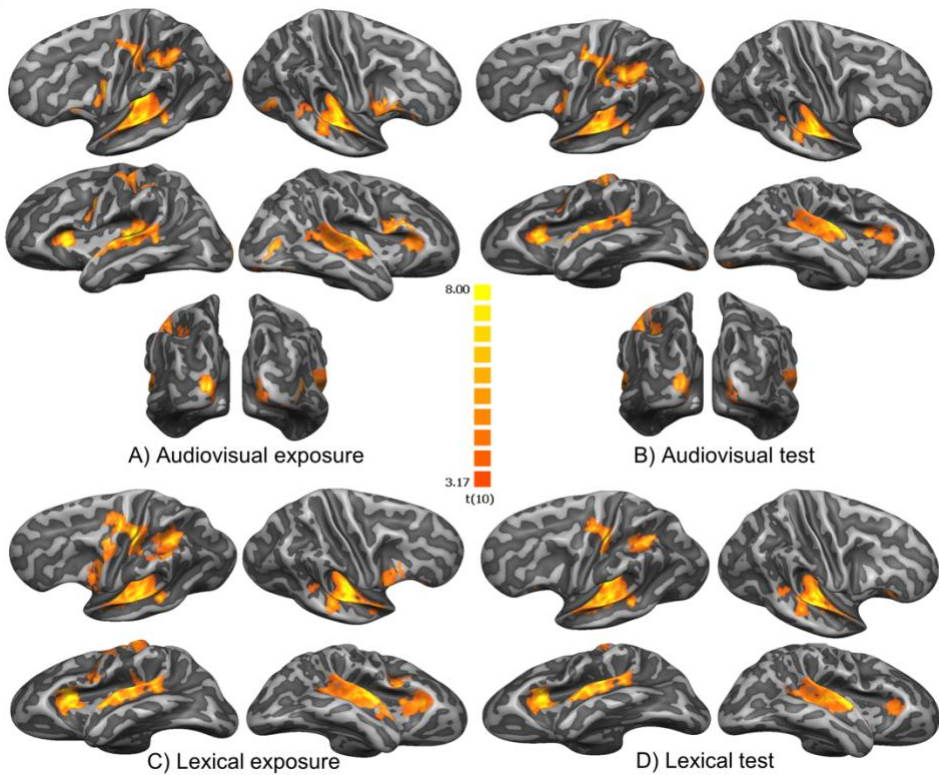 A) Audiovisual exposure
B) Audiovisual test
8.00
3.17
t(10)
C) Lexical exposure
D) Lexical test